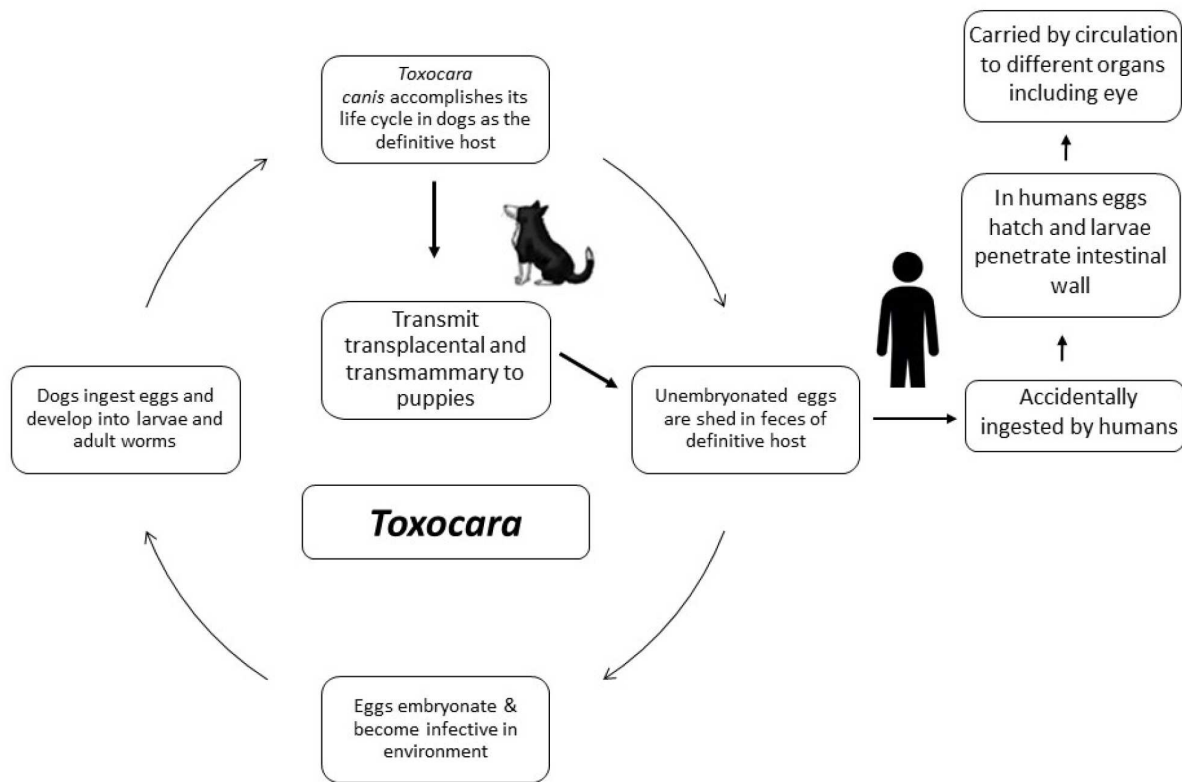 Toxocara
canis accomplishes its
life cycle in dogs as the
definitive host
Transmit
transplacental and
transmammary to
puppies
Unembryonated eggs
are shed in feces of
definitive host
Eggs embryonate &
become infective in
environment
Dogs ingest eggs and
develop into larvae and
adult worms
Toxocara
Accidentally
ingested by humans
In humans eggs
hatch and larvae
penetrate intestinal
wall
Carried by circulation
to different organs
including eye